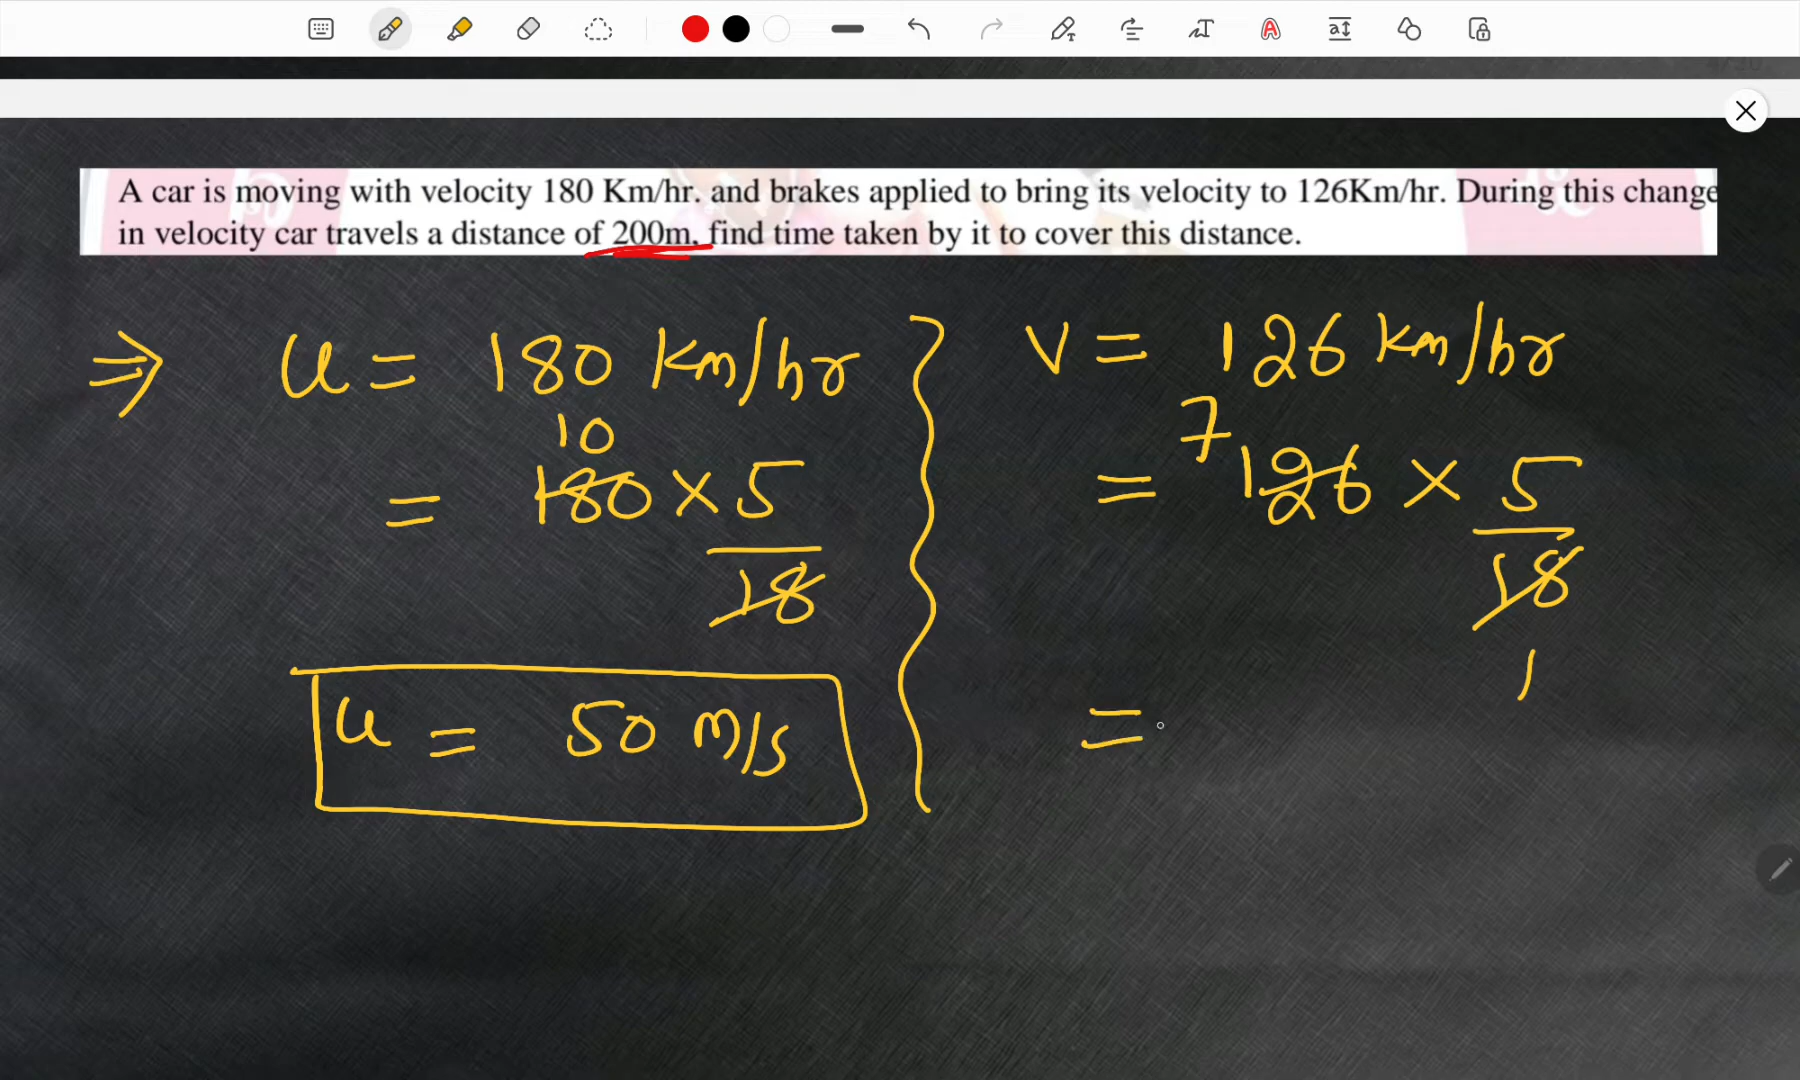 A car is moving with velocity 180 Km/hr. and brakes applied to bring its velocity to 126Km/hr. During this change
in velocity car travels a distance of 200m, find time taken by it to cover this distance.
⇒ u = 180 Km/hr
10
= 180 × 5
18
u = 50 m/s
v = 126 Km/hr
7
= 126 × 5
18
1
=